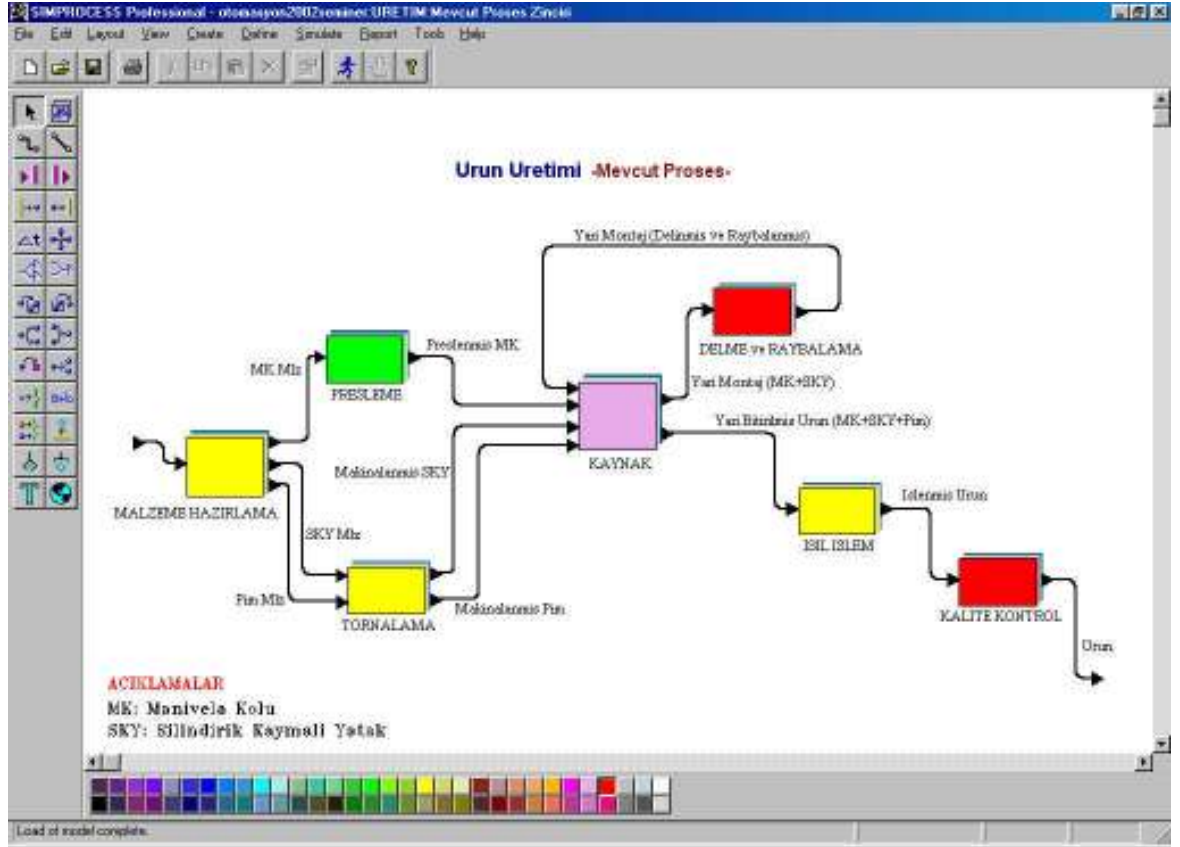 SIMPROCESS Professional - otomasyon2002seminer:URETIM:Mevcut Proses Zinciri
File Edit Layout View Create Define Simulate Report Tools Help
Urun Uretimi -Mevcut Proses-
Yari Montaj (Delinmis ve Raybalanmis)
DELME ve RAYBALAMA
Preslenmis MK
MK Mlz
PRESLEME
Yari Montaj (MK+SKY)
Yari Bitirilmis Urun (MK+SKY+Pim)
KAYNAK
Makinalanmis SKY
MALZEME HAZIRLAMA
Islenmis Urun
SKY Mlz
ISIL ISLEM
Pim Mlz
Makinalanmis Pim
TORNALAMA
KALITE KONTROL
Urun
ACIKLAMALAR
MK: Manivela Kolu
SKY: Silindirik Kaymali Yatak
Load of model complete.